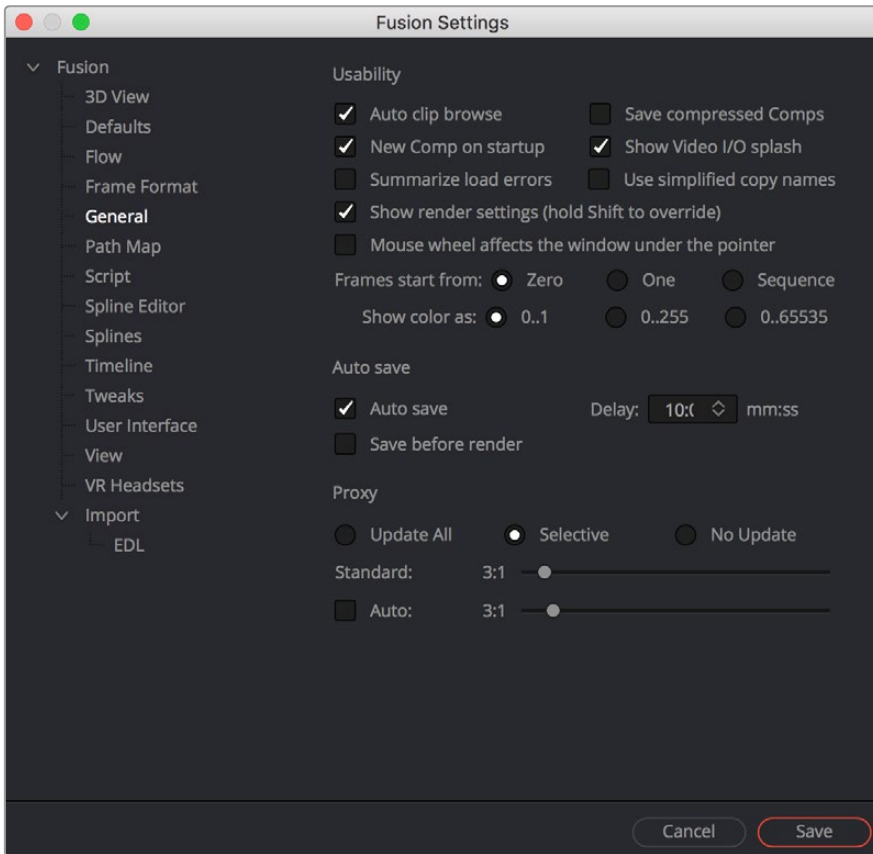 Fusion Settings
Fusion
3D View
Defaults
Flow
Frame Format
General
Path Map
Script
Spline Editor
Splines
Timeline
Tweaks
User Interface
View
VR Headsets
Import
EDL
Usability
Auto clip browse Save compressed Comps
New Comp on startup Show Video I/O splash
Summarize load errors Use simplified copy names
Show render settings (hold Shift to override)
Mouse wheel affects the window under the pointer
Frames start from: Zero One Sequence
Show color as: 0..1 0..255 0..65535
Auto save
Auto save Delay: 10:( mm:ss
Save before render
Proxy
Update All Selective No Update
Standard: 3:1
Auto: 3:1
Cancel Save